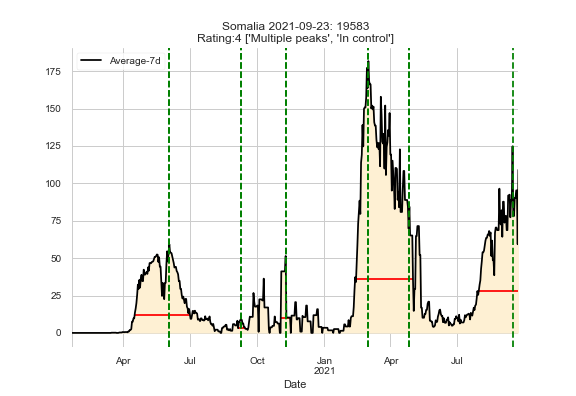 Somalia 2021-09-23: 19583
Rating:4 ['Multiple peaks', 'In control']
Average-7d
175
150
125
100
75
50
25
0
Apr Jul Oct Jan Apr Jul
2021
Date